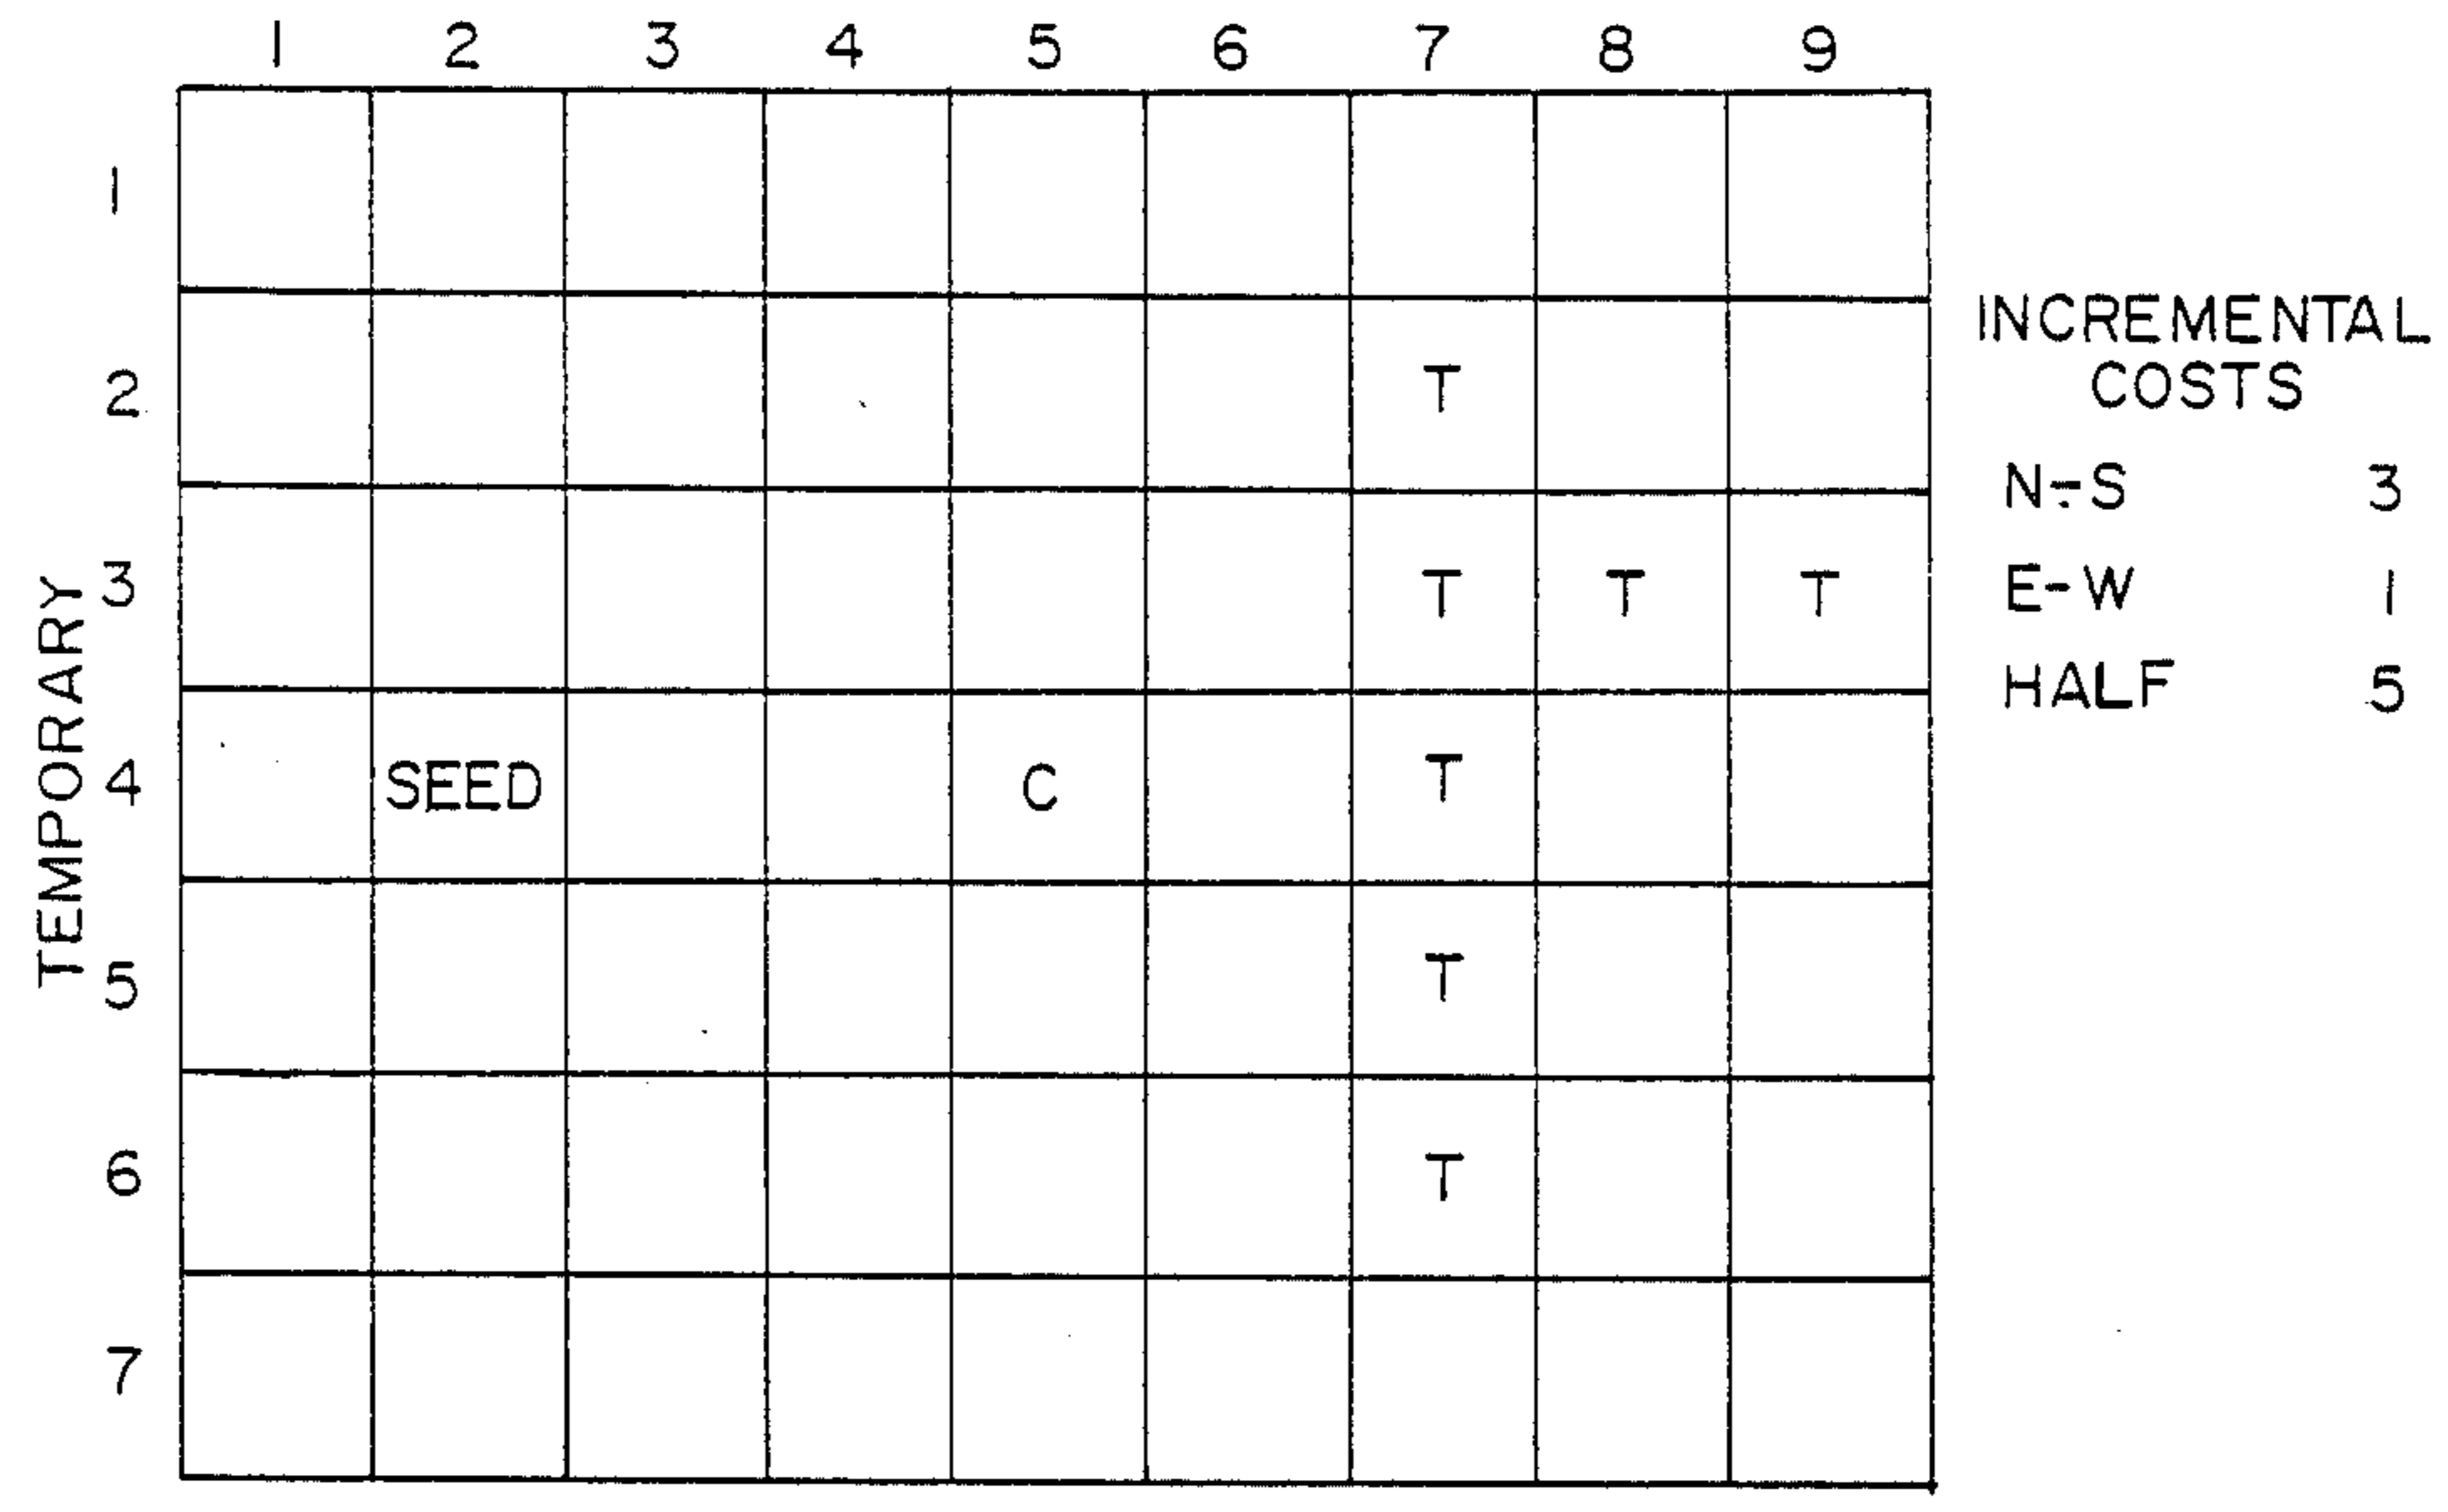 1 2 3 4 5 6 7 8 9
TEMPORARY
1
2 T
3 T T T
4 SEED C T
5 T
6 T
7
INCREMENTAL
COSTS
N-S 3
E-W 1
HALF 5